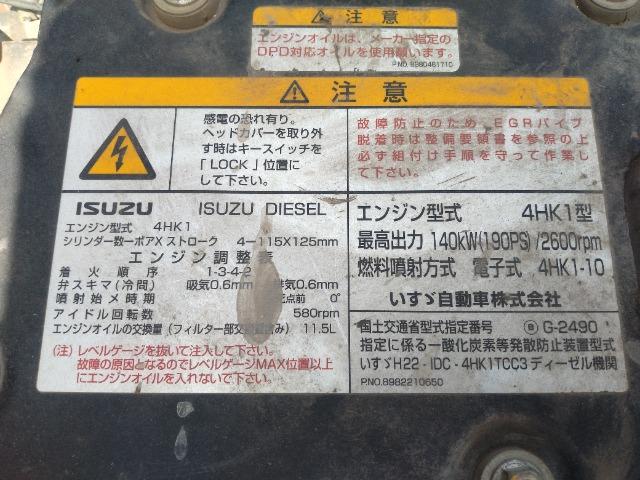 注意
エンジンオイルは、メーカー指定の
DPD対応オイルを使用願います。
P.NO. 8980461710
注意
感電の恐れ有り。
ヘッドカバーを取り外
す時はキースイッチを
「LOCK」位置に
して下さい。
故障防止のため、EGRパイプ
脱着時は整備要領書を参照の上
必ず組付け手順を守って作業し
て下さい。
ISUZU ISUZU DIESEL
エンジン型式 4HK1
シリンダー数ーボアXストローク 4-115X125mm
エンジン調整表
着火順序 1-3-4-2
弁スキマ(冷間) 吸気0.6mm 排気0.6mm
噴射始メ時期 死点前 0°
アイドル回転数 580rpm
エンジンオイルの交換量(フィルター部交換含み) 11.5L
(注) レベルゲージを抜いて注入して下さい。
故障の原因となるのでレベルゲージMAX位置以上
にエンジンオイルを入れないで下さい。
エンジン型式 4HK1型
最高出力 140kW(190PS)/2600rpm
燃料噴射方式 電子式 4HK1-10
いすゞ自動車株式会社
国土交通省型式指定番号 G-2490
指定に係る一酸化炭素等発散防止装置型式
いすゞH22-IDC-4HK1TCC3ディーゼル機関
P.NO.8982210650